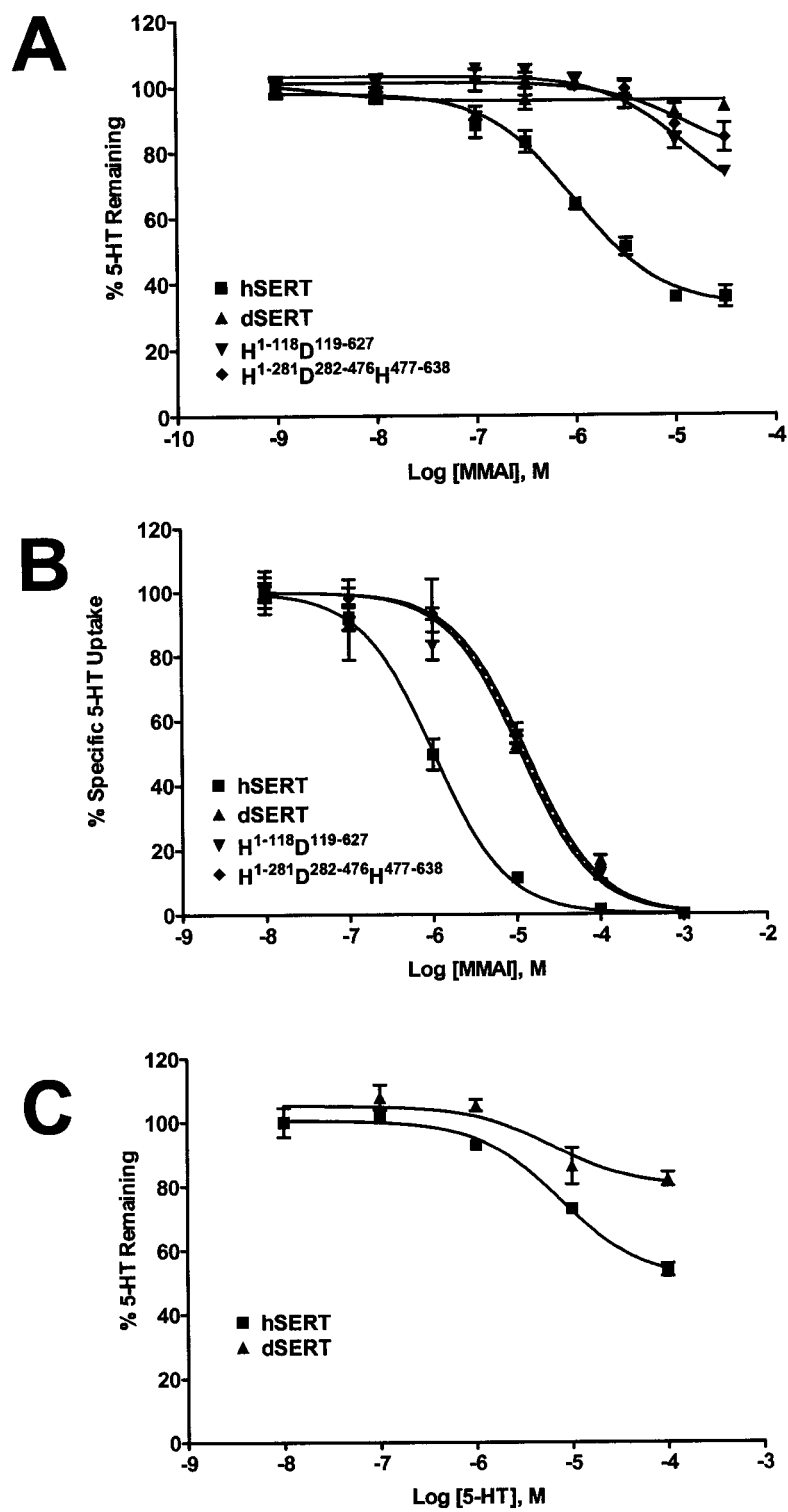 A
120
100
80
60
40
20
0
% 5-HT Remaining
hSERT
dSERT
H1-118D119-627
H1-281D282-476H477-638
-10 -9 -8 -7 -6 -5 -4
Log [MMAI], M
B
120
100
80
60
40
20
0
% Specific 5-HT Uptake
hSERT
dSERT
H1-118D119-627
H1-281D282-476H477-638
-9 -8 -7 -6 -5 -4 -3 -2
Log [MMAI], M
C
120
100
80
60
40
20
0
% 5-HT Remaining
hSERT
dSERT
-9 -8 -7 -6 -5 -4 -3
Log [5-HT], M